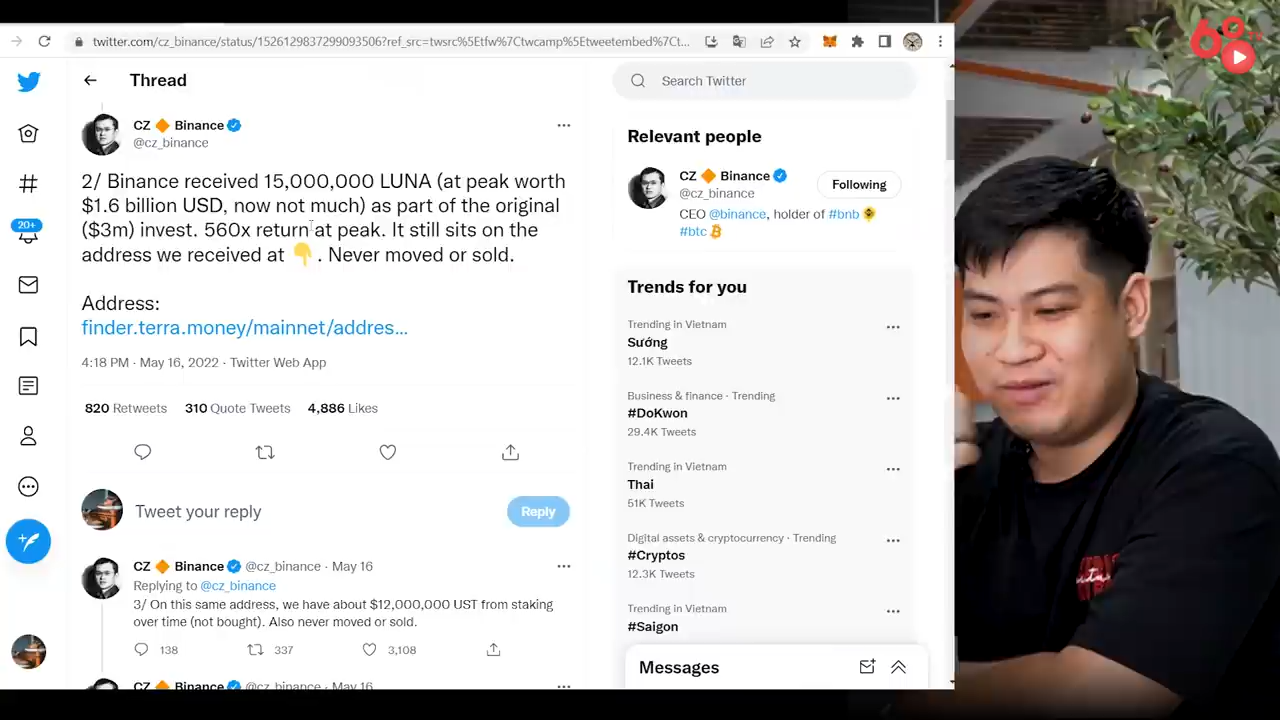 twitter.com/cz_binance/status/1526129837299093506?ref_src=twsrc%5Etfw%7Ctwcamp%5Etweetembed%7Ct...
Thread
Search Twitter
CZ 🔶 Binance
@cz_binance
2/ Binance received 15,000,000 LUNA (at peak worth
$1.6 billion USD, now not much) as part of the original
($3m) invest. 560x return at peak. It still sits on the
address we received at 👇. Never moved or sold.
Address:
finder.terra.money/mainnet/addres...
4:18 PM · May 16, 2022 · Twitter Web App
820 Retweets 310 Quote Tweets 4,886 Likes
Tweet your reply
Reply
CZ 🔶 Binance @cz_binance · May 16
Replying to @cz_binance
3/ On this same address, we have about $12,000,000 UST from staking
over time (not bought). Also never moved or sold.
138 337 3,108
CZ 🔶 Binance @cz_binance · May 16
20+
Relevant people
CZ 🔶 Binance
@cz_binance
Following
CEO @binance, holder of #bnb
#btc
Trends for you
Trending in Vietnam
Sướng
12.1K Tweets
Business & finance · Trending
#DoKwon
29.4K Tweets
Trending in Vietnam
Thai
51K Tweets
Digital assets & cryptocurrency · Trending
#Cryptos
12.3K Tweets
Trending in Vietnam
#Saigon
Messages
68